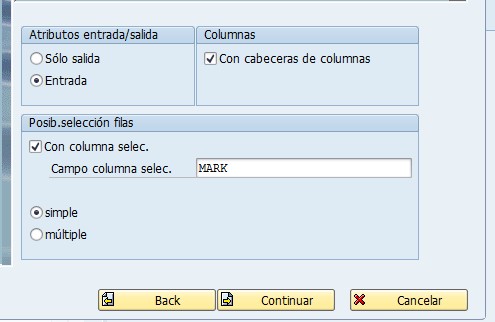 Atributos entrada/salida
Sólo salida
Entrada
Columnas
Con cabeceras de columnas
Posib.selección filas
Con columna selec.
Campo columna selec. MARK
simple
múltiple
Back Continuar Cancelar